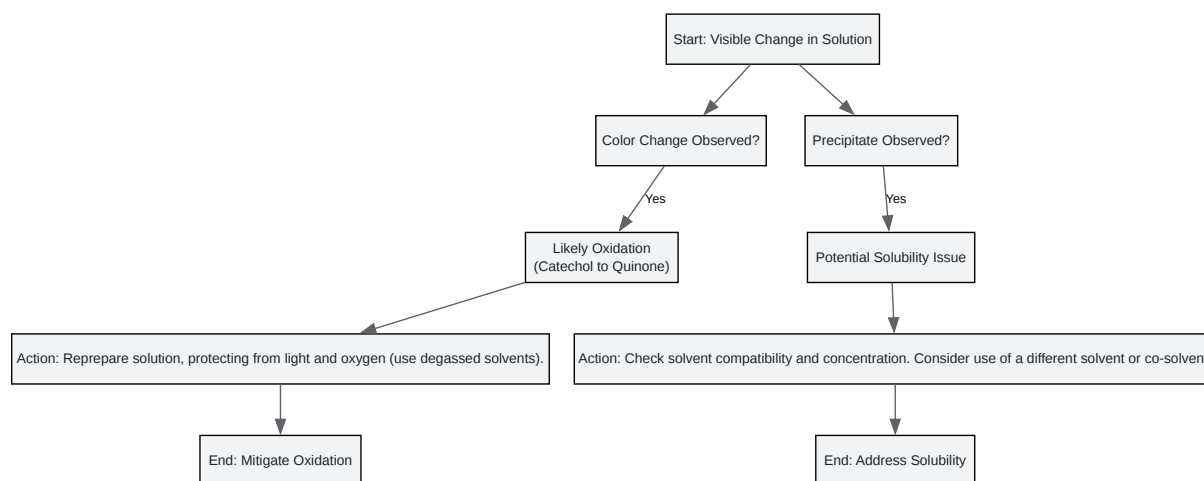 Start: Visible Change in Solution
Color Change Observed?
Precipitate Observed?
Yes
Yes
Likely Oxidation
(Catechol to Quinone)
Potential Solubility Issue
Action: Reprepare solution, protecting from light and oxygen (use degassed solvents).
Action: Check solvent compatibility and concentration. Consider use of a different solvent or co-solven
End: Mitigate Oxidation
End: Address Solubility